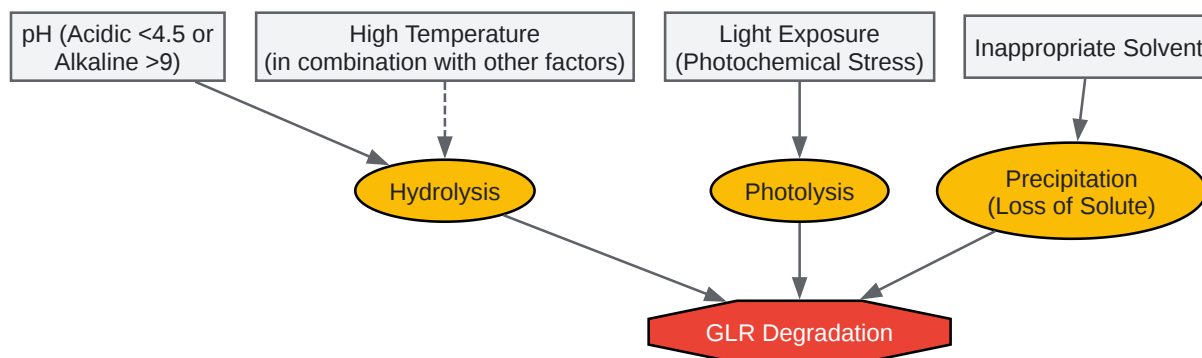 pH (Acidic <4.5 or
Alkaline >9)
High Temperature
(in combination with other factors)
Light Exposure
(Photochemical Stress)
Inappropriate Solvent
Hydrolysis
Photolysis
Precipitation
(Loss of Solute)
GLR Degradation